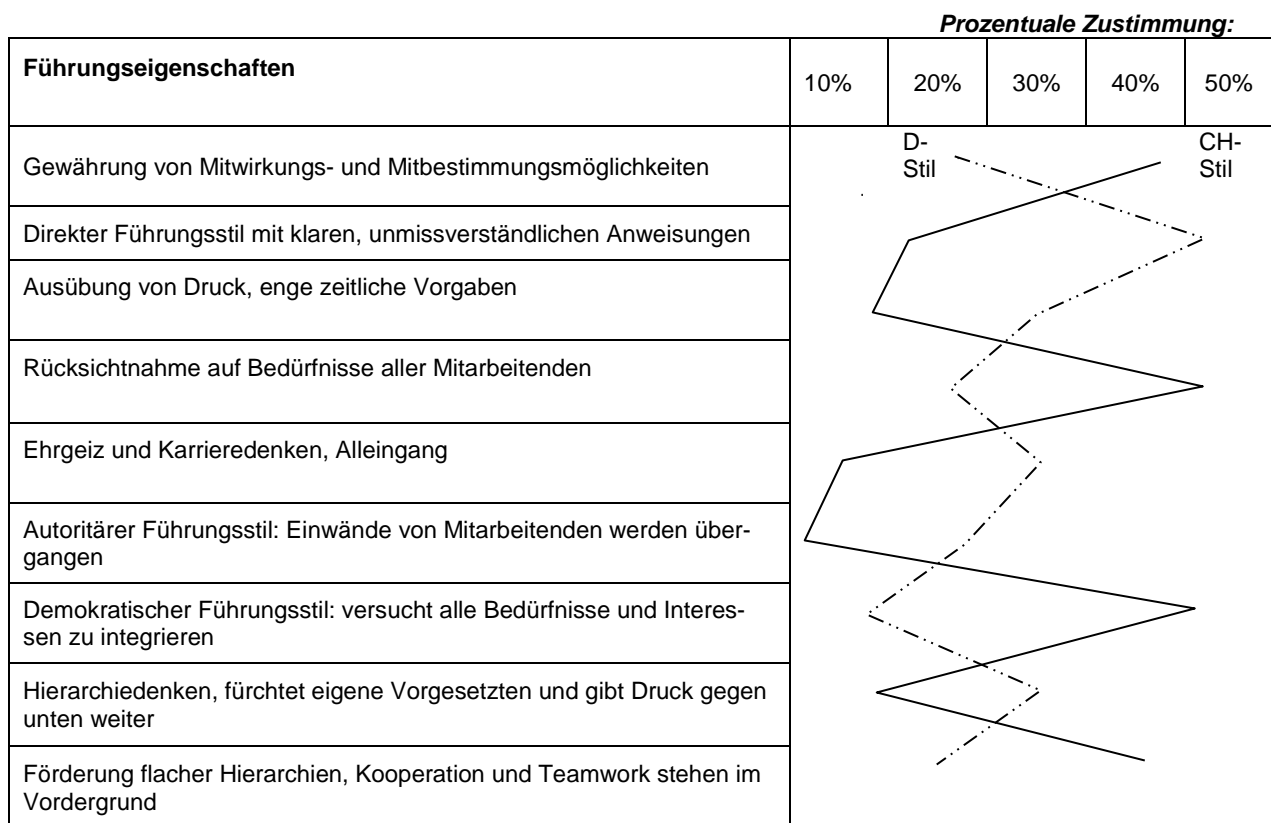 Prozentuale Zustimmung:
Führungseigenschaften
10%
20%
30%
40%
50%
D-
Stil
CH-
Stil
Gewährung von Mitwirkungs- und Mitbestimmungsmöglichkeiten
Direkter Führungsstil mit klaren, unmissverständlichen Anweisungen
Ausübung von Druck, enge zeitliche Vorgaben
Rücksichtnahme auf Bedürfnisse aller Mitarbeitenden
Ehrgeiz und Karrieredenken, Alleingang
Autoritärer Führungsstil: Einwände von Mitarbeitenden werden über-
gangen
Demokratischer Führungsstil: versucht alle Bedürfnisse und Interes-
sen zu integrieren
Hierarchiedenken, fürchtet eigene Vorgesetzten und gibt Druck gegen
unten weiter
Förderung flacher Hierarchien, Kooperation und Teamwork stehen im
Vordergrund